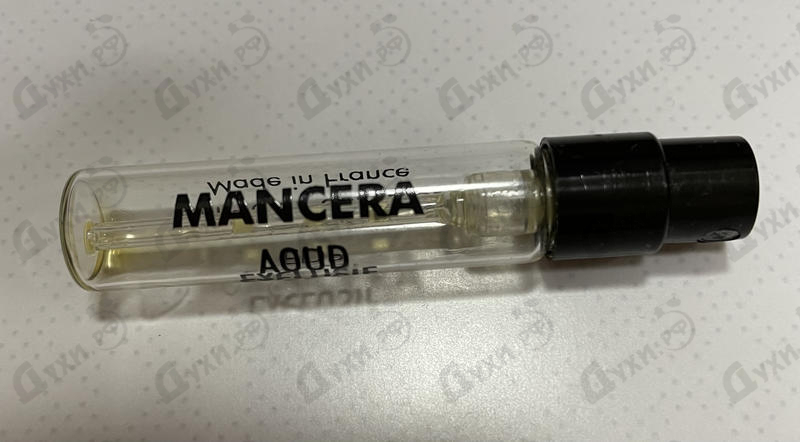 Made in France
MANCERA
AOUD
EXCLUSIF
Духи.РФ